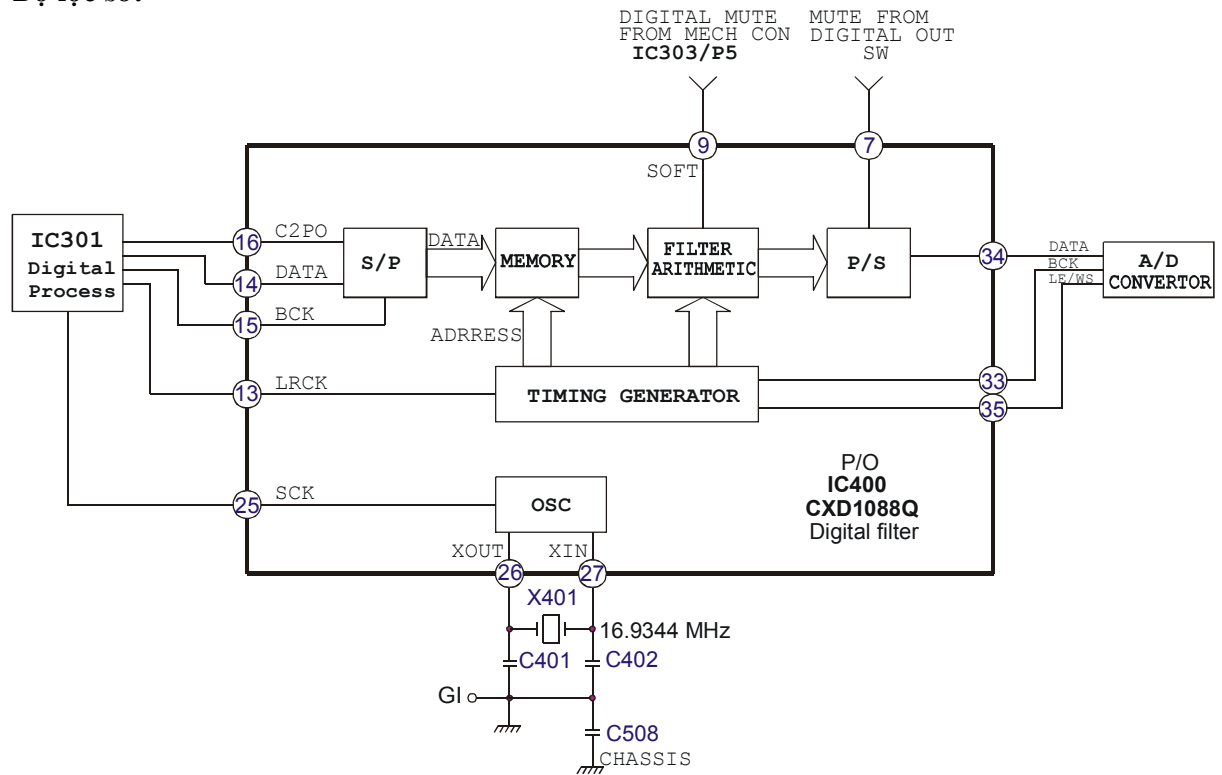 Bộ lọc số:
DIGITAL MUTE
FROM MECH CON
IC303/P5
MUTE FROM
DIGITAL OUT
SW
9
7
SOFT
IC301
Digital
Process
16
C2PO
14
DATA
15
BCK
13
LRCK
25
SCK
S/P
DATA
MEMORY
FILTER
ARITHMETIC
P/S
34
DATA
BCK
LE/WS
A/D
CONVERTOR
ADRRESS
TIMING GENERATOR
33
35
OSC
P/O
IC400
CXD1088Q
Digital filter
XOUT
XIN
26
27
X401
16.9344 MHz
C401
C402
GI
C508
CHASSIS